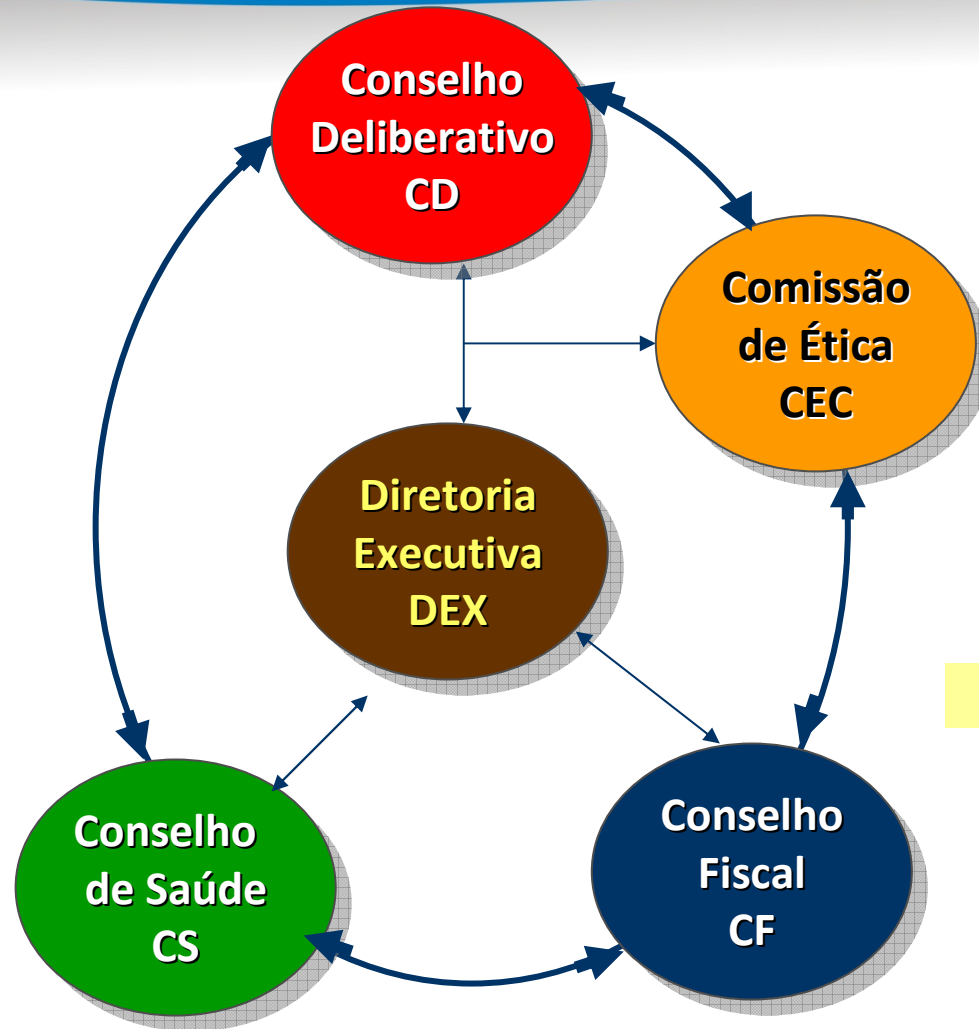 Conselho
Deliberativo
CD
Comissão
de Ética
CEC
Diretoria
Executiva
DEX
Conselho
de Saúde
CS
Conselho
Fiscal
CF